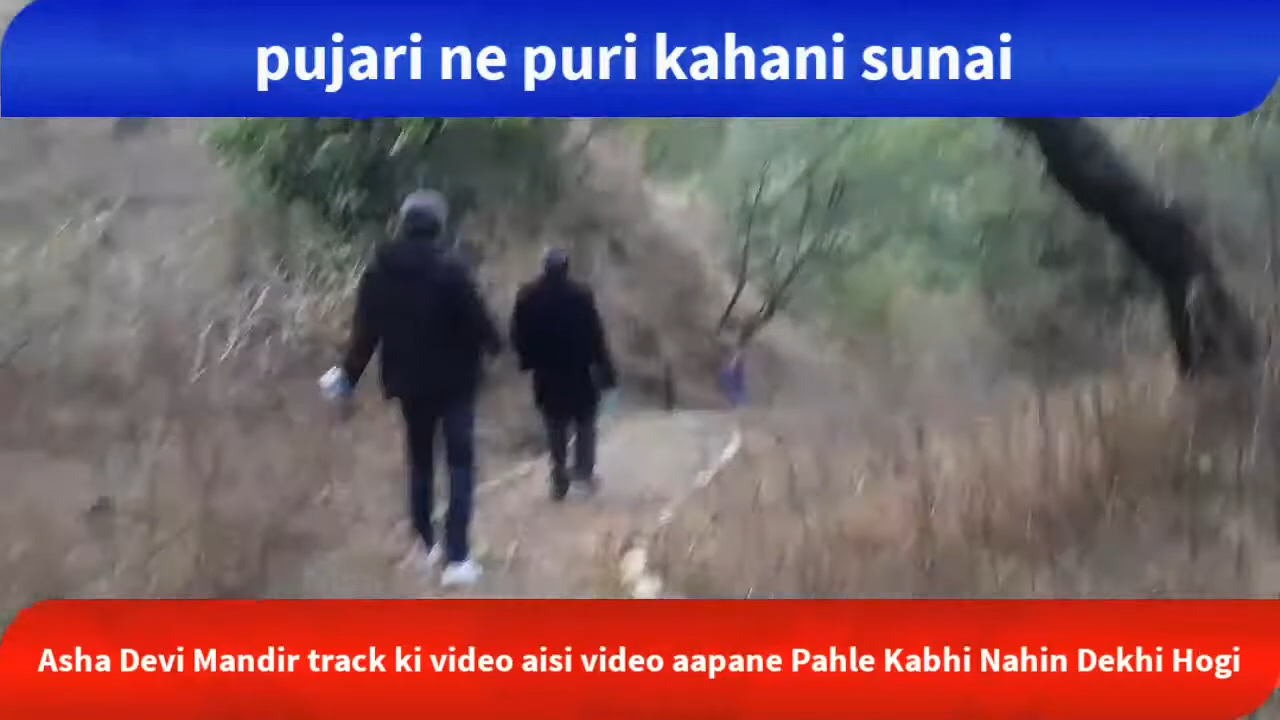 pujari ne puri kahani sunai
Asha Devi Mandir track ki video aisi video aapane Pahle Kabhi Nahin Dekhi Hogi